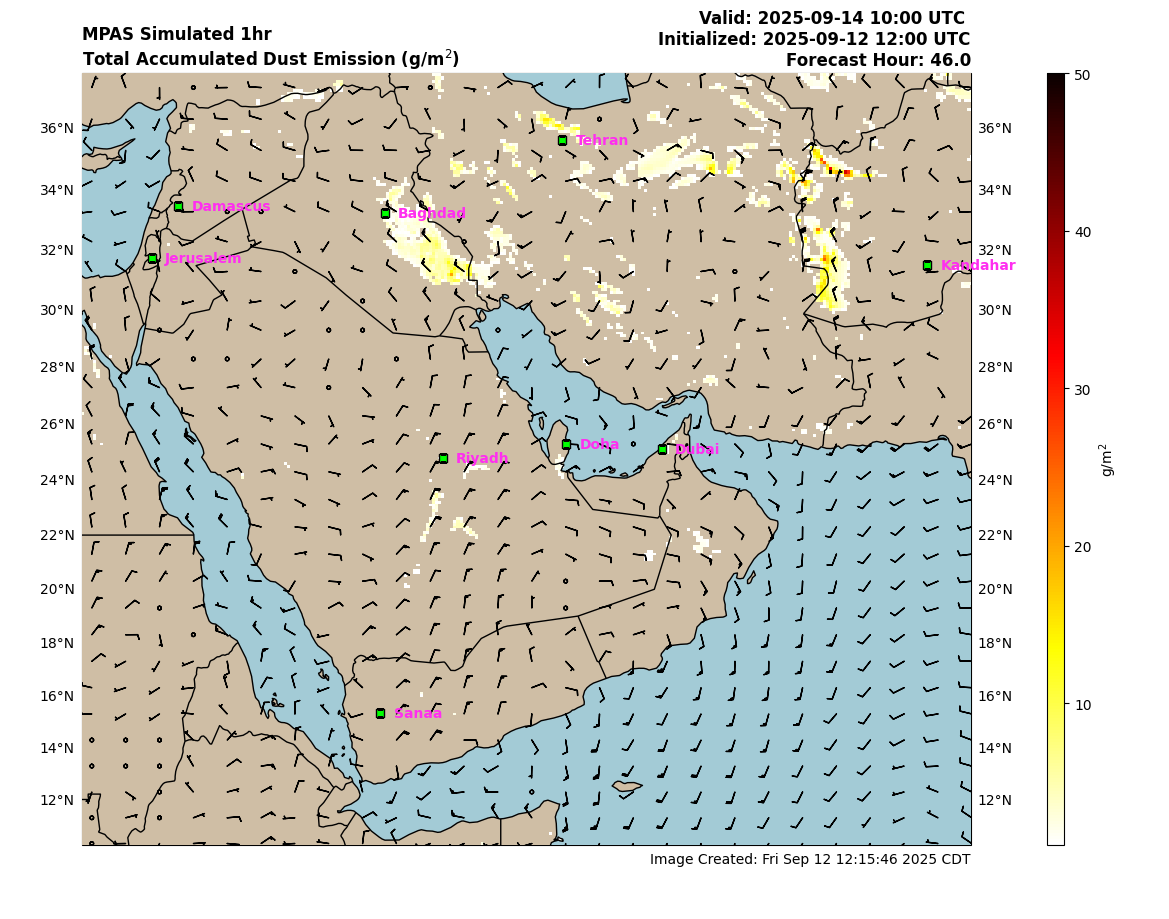 MPAS Simulated 1hr
Total Accumulated Dust Emission (g/m²)
Valid: 2025-09-14 10:00 UTC
Initialized: 2025-09-12 12:00 UTC
Forecast Hour: 46.0
36°N
34°N
32°N
30°N
28°N
26°N
24°N
22°N
20°N
18°N
16°N
14°N
12°N
Tehran
Damascus
Baghdad
Jerusalem
Kandahar
Doha
Dubai
Riyadh
Sanaa
36°N
34°N
32°N
30°N
28°N
26°N
24°N
22°N
20°N
18°N
16°N
14°N
12°N
50
40
30
20
10
g/m²
Image Created: Fri Sep 12 12:15:46 2025 CDT